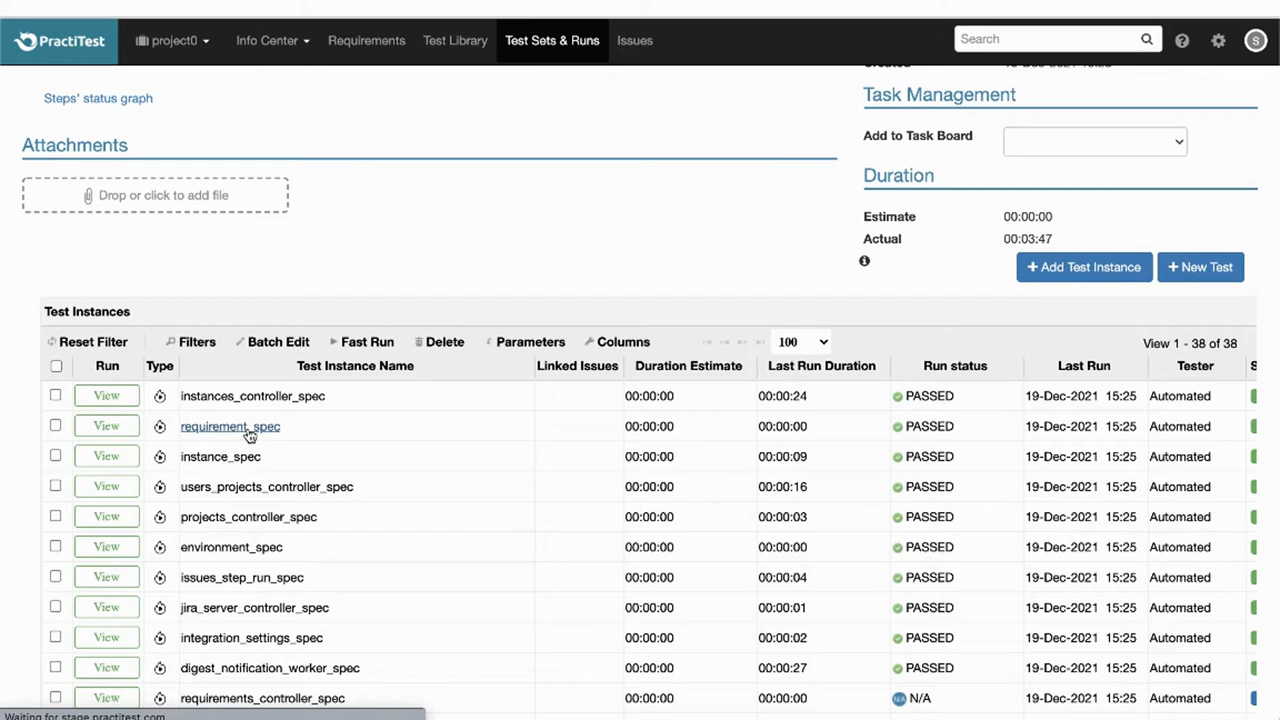 PractiTest project0 Info Center Requirements Test Library Test Sets & Runs Issues Search S
Steps' status graph
Attachments
Drop or click to add file
Task Management
Add to Task Board
Duration
Estimate 00:00:00
Actual 00:03:47
+ Add Test Instance + New Test
Test Instances
Reset Filter Filters Batch Edit Fast Run Delete Parameters Columns 100 View 1 - 38 of 38
Run Type Test Instance Name Linked Issues Duration Estimate Last Run Duration Run status Last Run Tester
View instances_controller_spec 00:00:00 00:00:24 PASSED 19-Dec-2021 15:25 Automated
View requirement_spec 00:00:00 00:00:00 PASSED 19-Dec-2021 15:25 Automated
View instance_spec 00:00:00 00:00:09 PASSED 19-Dec-2021 15:25 Automated
View users_projects_controller_spec 00:00:00 00:00:16 PASSED 19-Dec-2021 15:25 Automated
View projects_controller_spec 00:00:00 00:00:03 PASSED 19-Dec-2021 15:25 Automated
View environment_spec 00:00:00 00:00:00 PASSED 19-Dec-2021 15:25 Automated
View issues_step_run_spec 00:00:00 00:00:04 PASSED 19-Dec-2021 15:25 Automated
View jira_server_controller_spec 00:00:00 00:00:01 PASSED 19-Dec-2021 15:25 Automated
View integration_settings_spec 00:00:00 00:00:02 PASSED 19-Dec-2021 15:25 Automated
View digest_notification_worker_spec 00:00:00 00:00:27 PASSED 19-Dec-2021 15:25 Automated
View requirements_controller_spec 00:00:00 00:00:00 N/A N/A 19-Dec-2021 15:25 Automated
Waiting for stage.practitest.com